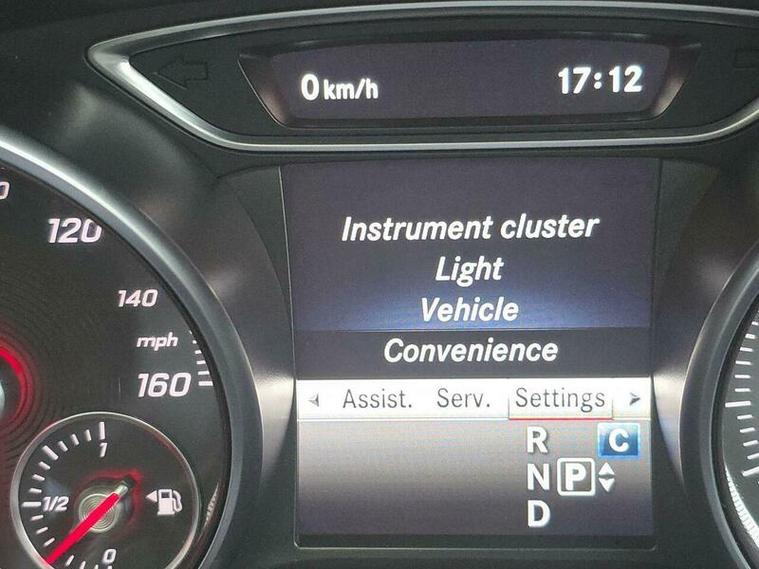 0 km/h 17:12
120
140
mph
160
Instrument cluster
Light
Vehicle
Convenience
Assist. Serv. Settings
R C
N P
D
1
1/2
0